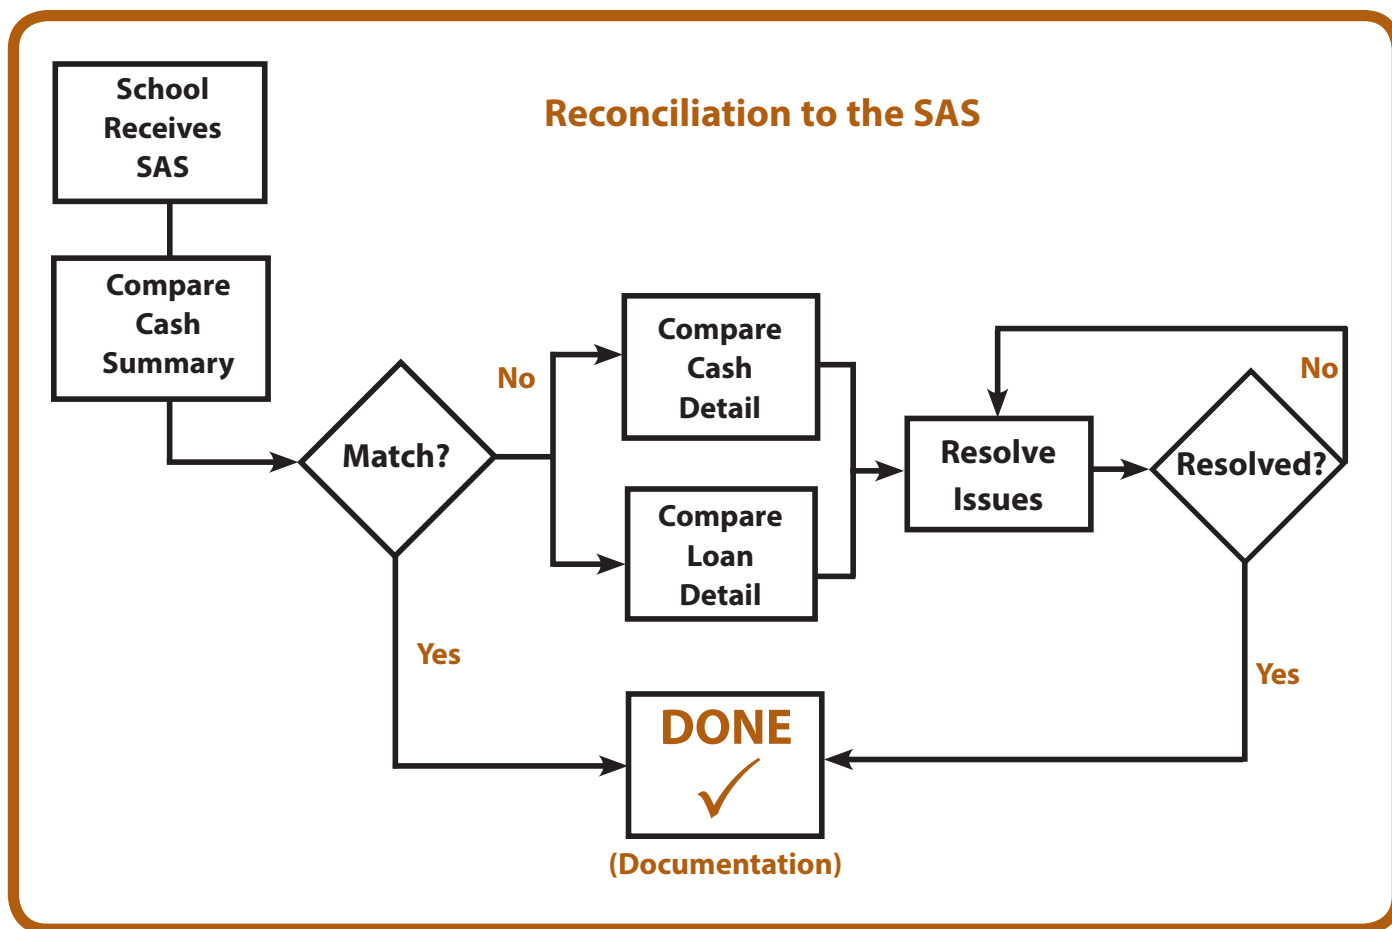 School
Receives
SAS
Reconciliation to the SAS
Compare
Cash
Summary
Match?
No
Compare
Cash
Detail
Compare
Loan
Detail
Resolve
Issues
Resolved?
No
Yes
Yes
DONE
(Documentation)